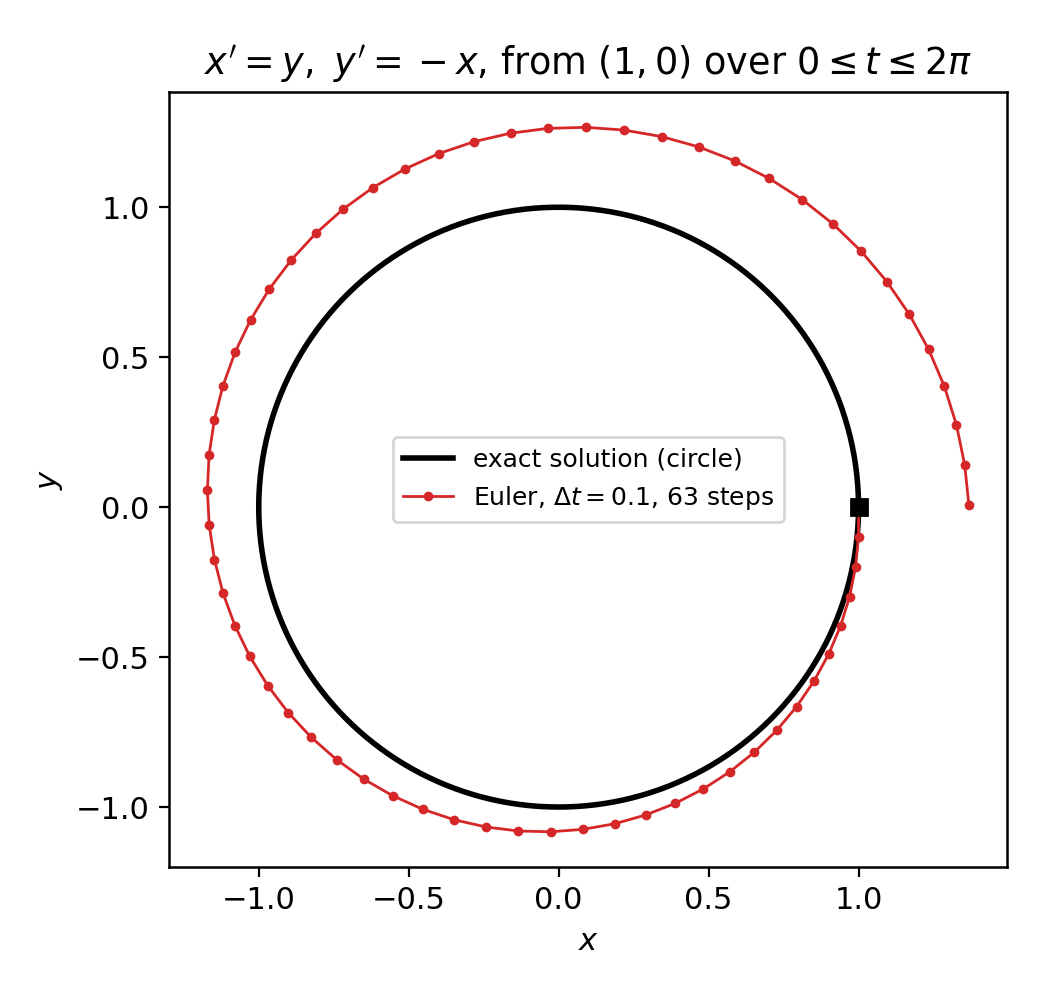 x′ = y, y′ = −x, from (1, 0) over 0 ≤ t ≤ 2π
y
1.0
0.5
0.0
−0.5
−1.0
exact solution (circle)
Euler, Δt = 0.1, 63 steps
−1.0 −0.5 0.0 0.5 1.0
x